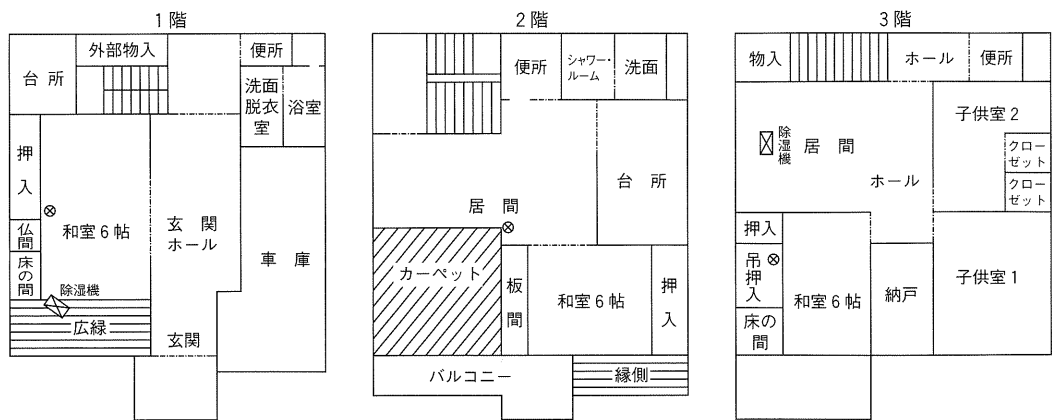 1階
外部物入
便所
台所
洗面
脱衣
室
浴室
押
入
仏
間
床
の
間
和室6帖
玄関
ホール
車庫
除湿機
広緑
玄関
2階
便所
シャワー・
ルーム
洗面
台所
居間
カーペット
板
間
和室6帖
押
入
バルコニー
縁側
3階
物入
ホール
便所
子供室2
除湿機
居間
クロー
ゼット
ホール
クロー
ゼット
押入
吊
押
入
床の
間
和室6帖
納戸
子供室1